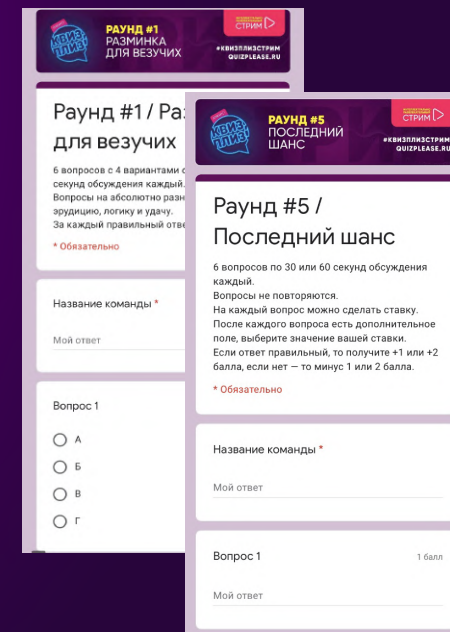 РАУНД #1
РАЗМИНКА
ДЛЯ ВЕЗУЧИХ
КВИЗ
ПЛИЗ!
СТРИМ
#КВИЗПЛИЗСТРИМ
QUIZPLEASE.RU
Раунд #1 /
для везучих
6 вопросов с 4 вариантами
секунд обсуждения каждый.
Вопросы на абсолютно
эрудицию, логику и удачу.
За каждый правильный
* Обязательно
Название команды *
Мой ответ
Вопрос 1
А
Б
В
Г
РАУНД #5
ПОСЛЕДНИЙ
ШАНС
КВИЗ
ПЛИЗ!
СТРИМ
#КВИЗПЛИЗСТРИМ
QUIZPLEASE.RU
Раунд #5 /
Последний шанс
6 вопросов по 30 или 60 секунд обсуждения
каждый.
Вопросы не повторяются.
На каждый вопрос можно сделать ставку.
После каждого вопроса есть дополнительное
поле, выберите значение вашей ставки.
Если ответ правильный, то получите +1 или +2
балла, если нет — то минус 1 или 2 балла.
* Обязательно
Название команды *
Мой ответ
Вопрос 1 1 балл
Мой ответ